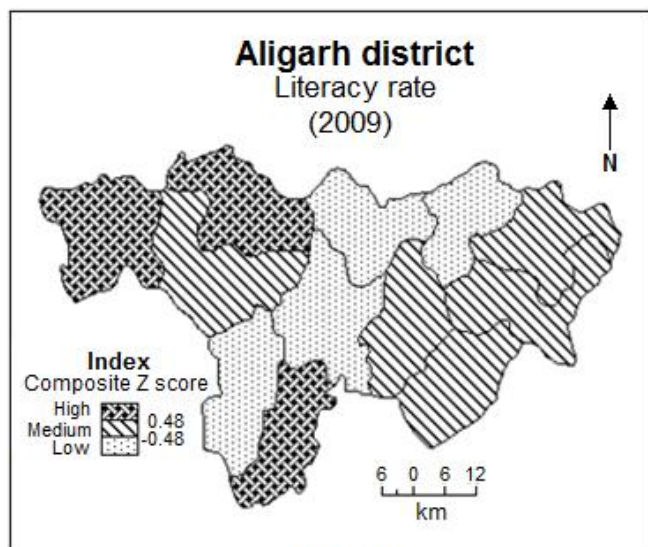 Aligarh district
Literacy rate
(2009)
N
Index
Composite Z score
High
0.48
Medium
-0.48
Low
6 0 6 12
km